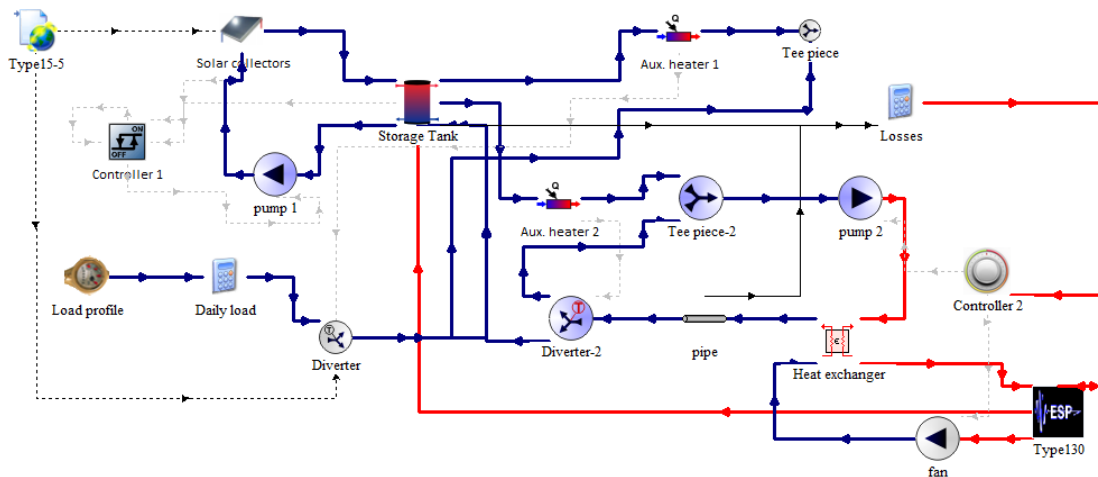 Type15-5
Solar collectors
Q
Aux. heater 1
Tee piece
Storage Tank
Losses
ON
OFF
Controller 1
pump 1
Q
Aux. heater 2
Tee piece-2
pump 2
Load profile
Daily load
T
Diverter
T
Diverter-2
pipe
ε
Heat exchanger
Controller 2
ESP
Type130
fan